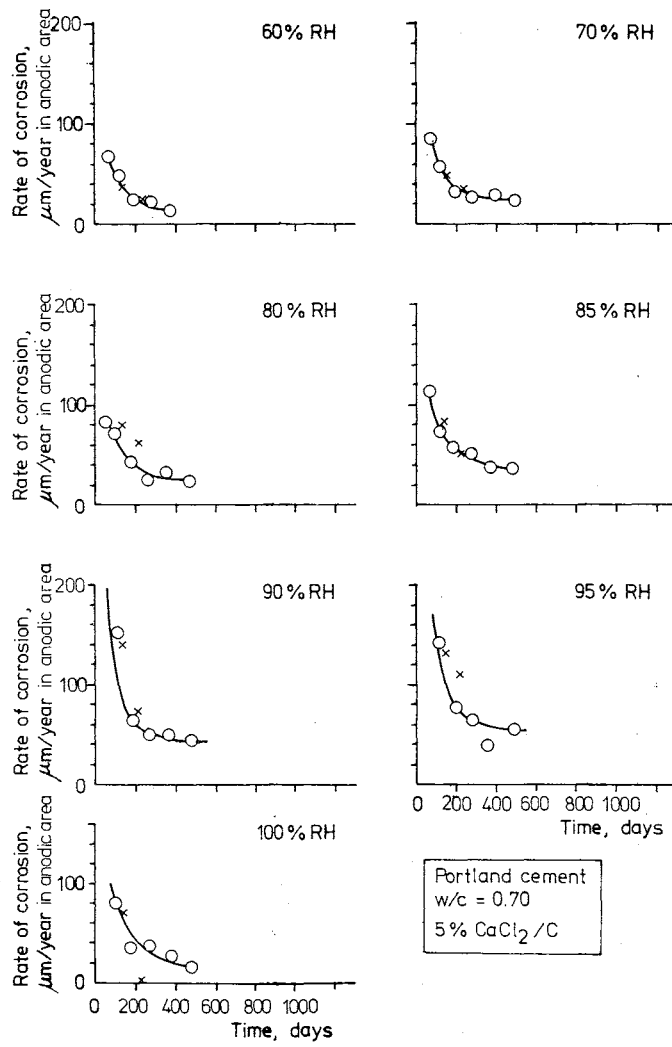 200
60% RH
100
0
Rate of corrosion,
μm/year in anodic area
70% RH
200
80% RH
100
0
Rate of corrosion,
μm/year in anodic area
85% RH
200
90% RH
100
0
Rate of corrosion,
μm/year in anodic area
95% RH
0 200 400 600 800 1000
Time, days
100% RH
100
0
Rate of corrosion,
μm/year in anodic area
0 200 400 600 800 1000
Time, days
Portland cement
w/c = 0.70
5% CaCl₂/C